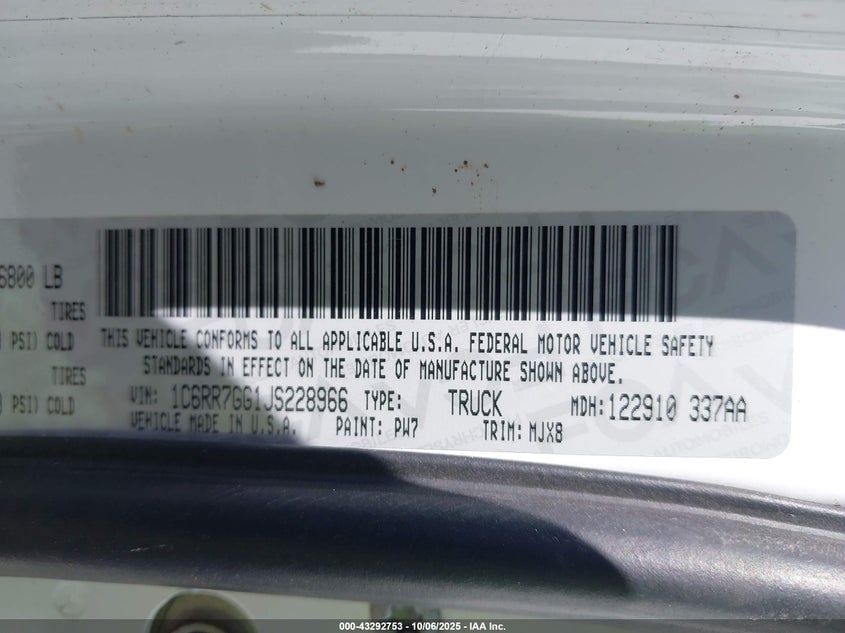 6800 LB
TIRES
PSI) COLD
TIRES
PSI) COLD
THIS VEHICLE CONFORMS TO ALL APPLICABLE U.S.A. FEDERAL MOTOR VEHICLE SAFETY
STANDARDS IN EFFECT ON THE DATE OF MANUFACTURE SHOWN ABOVE.
VIN: 1C6RR7GG1JS228966 TYPE: TRUCK MDH: 122910 337AA
VEHICLE MADE IN U.S.A. PAINT: PW7 TRIM: MJX8
000-43292753 - 10/06/2025 - © IAA Inc.